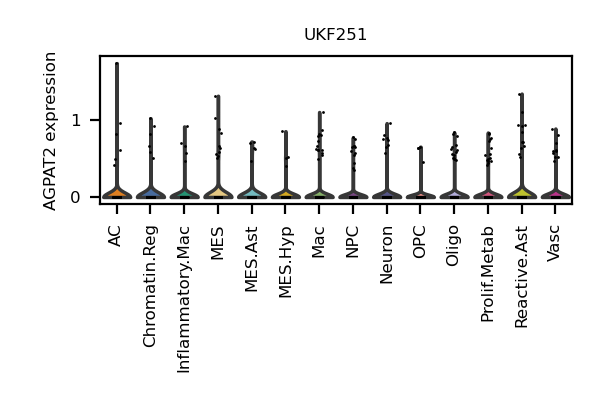 UKF251
AGPAT2 expression
1
0
AC
Chromatin.Reg
Inflammatory.Mac
MES
MES.Ast
MES.Hyp
Mac
NPC
Neuron
OPC
Oligo
Prolif.Metab
Reactive.Ast
Vasc